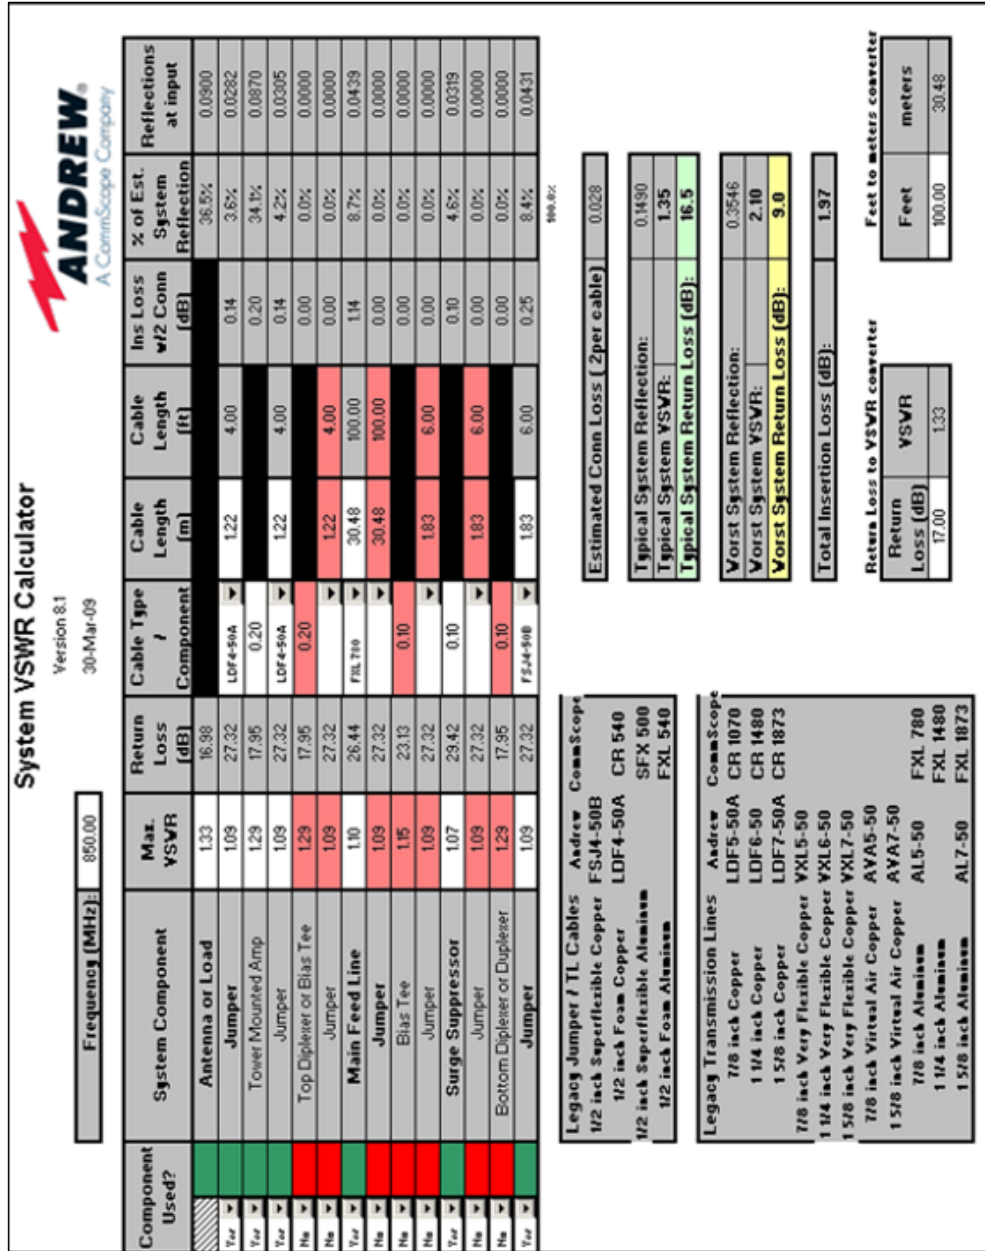 System VSWR Calculator
Version 8.1
30-Mar-09
ANDREW.
A CommScope Company
Frequency (MHz): 850.00
Component Used? System Component Max. VSWR Return Loss (dB) Cable Type / Component Cable Length (m) Cable Length (ft) Ins Loss w/2 Conn (dB) % of Est. System Reflection Reflections at input
Antenna or Load 1.33 16.98 36.5% 0.0900
Yes Jumper 1.09 27.32 LDF4-50A 1.22 4.00 0.14 3.6% 0.0282
Yes Tower Mounted Amp 1.29 17.95 0.20 0.20 34.1% 0.0870
Yes Jumper 1.09 27.32 LDF4-50A 1.22 4.00 0.14 4.2% 0.0305
No Top Diplexer or Bias Tee 1.29 17.95 0.20 0.00 0.0% 0.0000
No Jumper 1.09 27.32 1.22 4.00 0.00 0.0% 0.0000
Yes Main Feed Line 1.10 26.44 FXL 780 30.48 100.00 1.14 8.7% 0.0439
No Jumper 1.09 27.32 30.48 100.00 0.00 0.0% 0.0000
No Bias Tee 1.15 23.13 0.10 0.00 0.0% 0.0000
No Jumper 1.09 27.32 1.83 6.00 0.00 0.0% 0.0000
Yes Surge Suppressor 1.07 29.42 0.10 0.10 4.6% 0.0319
No Jumper 1.09 27.32 1.83 6.00 0.00 0.0% 0.0000
No Bottom Diplexer or Duplexer 1.29 17.95 0.10 0.00 0.0% 0.0000
Yes Jumper 1.09 27.32 FSJ4-50B 1.83 6.00 0.25 8.4% 0.0431
100.0%
Legacy Jumper / TL Cables Andrew CommScope
1/2 inch Superflexible Copper FSJ4-50B
1/2 inch Foam Copper LDF4-50A CR 540
1/2 inch Superflexible Aluminum SFX 500
1/2 inch Foam Aluminum FXL 540
Legacy Transmission Lines Andrew CommScope
7/8 inch Copper LDF5-50A CR 1070
1 1/4 inch Copper LDF6-50 CR 1480
1 5/8 inch Copper LDF7-50A CR 1873
7/8 inch Very Flexible Copper VXL5-50
1 1/4 inch Very Flexible Copper VXL6-50
1 5/8 inch Very Flexible Copper VXL7-50
7/8 inch Virtual Air Copper AVA5-50
1 5/8 inch Virtual Air Copper AVA7-50
7/8 inch Aluminum AL5-50 FXL 780
1 1/4 inch Aluminum FXL 1480
1 5/8 inch Aluminum AL7-50 FXL 1873
Estimated Conn Loss ( 2per cable) 0.028
Typical System Reflection: 0.1490
Typical System VSWR: 1.35
Typical System Return Loss (dB): 16.5
Worst System Reflection: 0.3546
Worst System VSWR: 2.10
Worst System Return Loss (dB): 9.0
Total Insertion Loss (dB): 1.97
Return Loss to VSWR converter
Return Loss (dB) VSWR
17.00 1.33
Feet to meters converter
Feet meters
100.00 30.48